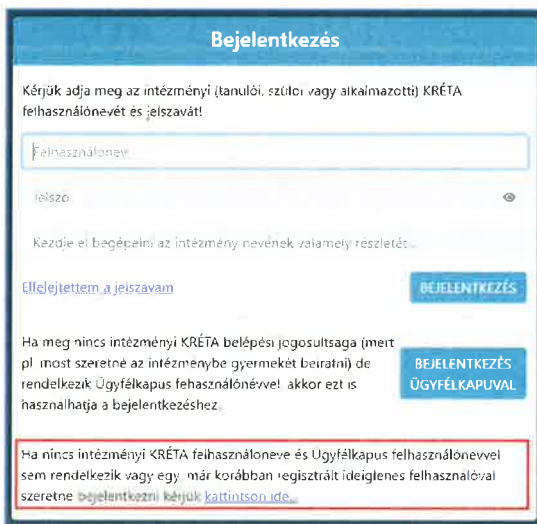 Bejelentkezés
Kérjük adja meg az intézményi (tanulói, szülői vagy alkalmazotti) KRÉTA
felhasználónevét és jelszavát!
Felhasználónév
Jelszó
Kezdje el begépelni az intézmény nevének valamely részletét...
Elfelejtettem a jelszavam
BEJELENTKEZÉS
Ha még nincs intézményi KRÉTA belépési jogosultsága (mert
pl. most szeretné az intézménybe gyermekét beíratni) de
rendelkezik Ügyfélkapus fehasználónévvel, akkor ezt is
használhatja a bejelentkezéshez.
BEJELENTKEZÉS
ÜGYFÉLKAPUVAL
Ha nincs intézményi KRÉTA felhasználóneve és Ügyfélkapus felhasználónévvel
sem rendelkezik vagy egy, már korábban regisztrált ideiglenes felhasználóval
szeretne bejelentkezni kérjük kattintson ide...